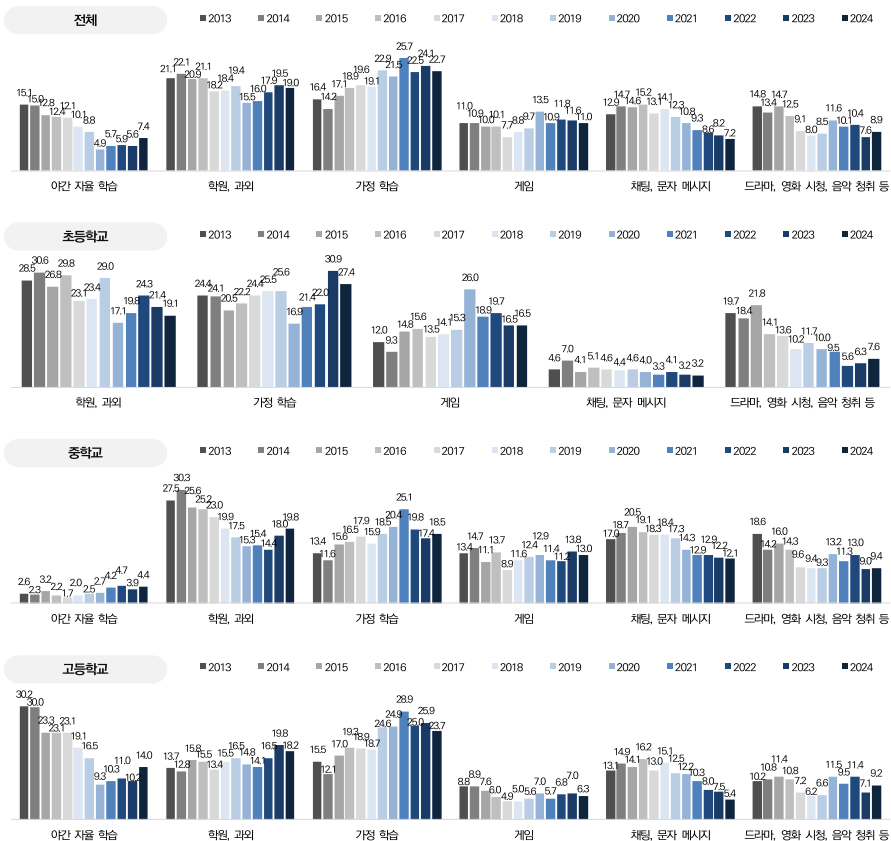 전체
2013 2014 2015 2016 2017 2018 2019 2020 2021 2022 2023 2024
15.1 15.0 12.8 12.4 12.1 10.1 8.8 4.9 5.7 5.9 5.6 7.4
21.1 22.1 20.9 21.1 18.2 18.4 19.4 15.5 16.0 17.9 19.5 19.0
16.4 14.2 17.1 18.9 19.6 19.1 22.9 21.5 25.7 22.5 24.1 22.7
11.0 10.9 10.0 10.1 7.7 8.8 9.7 13.5 10.9 11.8 11.6 11.0
12.9 14.7 14.6 15.2 13.1 14.1 12.3 10.8 9.3 8.6 8.2 7.2
14.8 13.4 14.7 12.5 9.1 8.0 8.5 11.6 10.1 10.4 7.6 8.9
야간 자율 학습 학원, 과외 가정 학습 게임 채팅, 문자 메시지 드라마, 영화 시청, 음악 청취 등
초등학교
2013 2014 2015 2016 2017 2018 2019 2020 2021 2022 2023 2024
28.5 30.6 26.8 29.8 23.1 23.4 29.0 17.1 19.8 24.3 21.4 19.1
24.4 24.1 20.5 22.2 24.4 25.5 25.6 16.9 21.4 22.0 30.9 27.4
12.0 9.3 14.8 15.6 13.5 14.1 15.3 26.0 18.9 19.7 16.5 16.5
4.6 7.0 4.1 5.1 4.6 4.4 4.6 4.0 3.3 4.1 3.2 3.2
19.7 18.4 21.8 14.1 13.6 10.2 11.7 10.0 9.5 5.6 6.3 7.6
학원, 과외 가정 학습 게임 채팅, 문자 메시지 드라마, 영화 시청, 음악 청취 등
중학교
2013 2014 2015 2016 2017 2018 2019 2020 2021 2022 2023 2024
2.6 2.3 3.2 2.2 1.7 2.0 2.5 2.7 4.2 4.7 3.9 4.4
27.5 30.3 25.6 25.2 23.0 19.9 17.5 15.3 15.4 14.4 18.0 19.8
13.4 11.6 15.6 16.5 17.9 15.9 18.5 20.4 25.1 19.8 17.4 18.5
13.4 14.7 11.1 13.7 8.9 11.6 12.4 12.9 11.4 11.2 13.8 13.0
17.0 18.7 20.5 19.1 18.3 18.4 17.3 14.3 12.9 12.9 12.2 12.1
18.6 14.2 16.0 14.3 9.6 9.4 9.3 13.2 11.3 13.0 9.0 9.4
야간 자율 학습 학원, 과외 가정 학습 게임 채팅, 문자 메시지 드라마, 영화 시청, 음악 청취 등
고등학교
2013 2014 2015 2016 2017 2018 2019 2020 2021 2022 2023 2024
30.2 30.0 23.3 23.1 23.1 19.1 16.5 9.3 10.3 11.0 10.2 14.0
13.7 12.8 15.8 15.5 13.4 15.5 16.5 14.8 14.1 16.5 19.8 18.2
15.5 12.1 17.0 19.3 18.9 18.7 24.6 24.9 28.9 25.0 25.9 23.7
8.8 8.9 7.6 6.0 4.9 5.0 5.6 7.0 5.7 6.8 7.0 6.3
13.1 14.9 14.1 16.2 13.0 15.1 12.5 12.2 10.3 8.0 7.5 5.4
10.2 10.8 11.4 10.8 7.2 6.2 6.6 11.5 9.5 11.4 7.1 9.2
야간 자율 학습 학원, 과외 가정 학습 게임 채팅, 문자 메시지 드라마, 영화 시청, 음악 청취 등